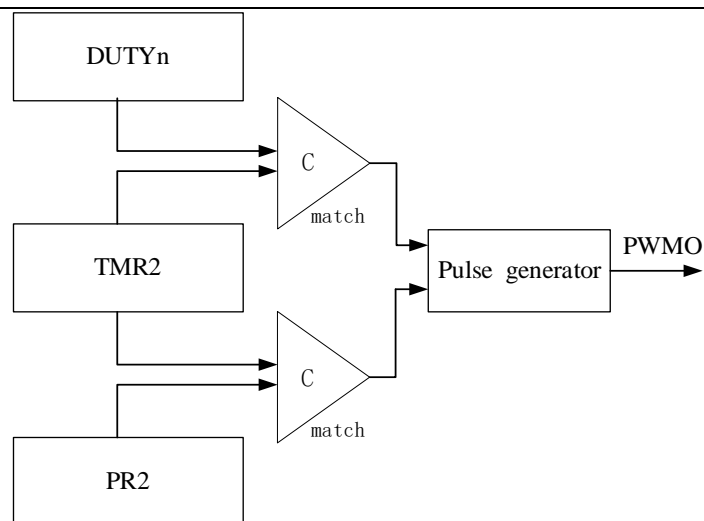 DUTYn
C
match
TMR2
PWMO
Pulse generator
C
match
PR2